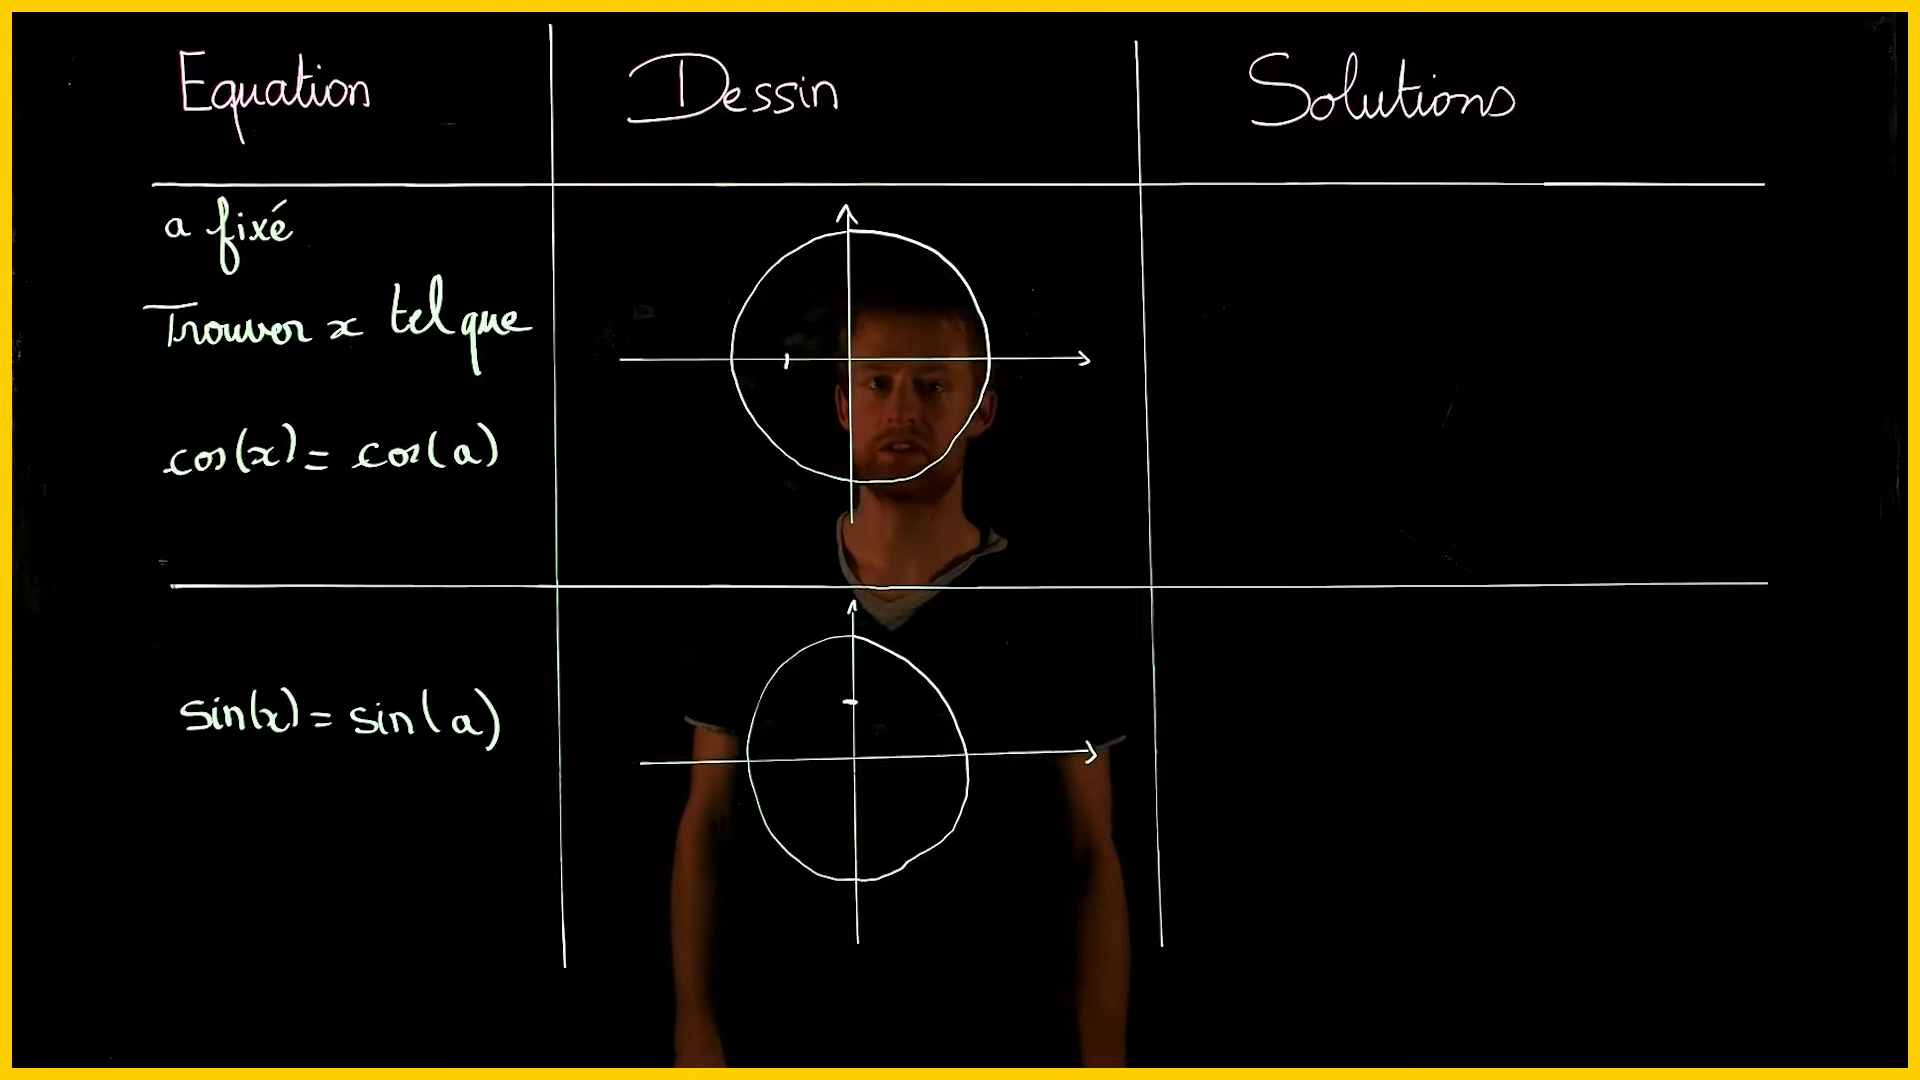 Equation
Dessin
Solutions
a fixé
Trouver x tel que
cos(x) = cos(a)
sin(x) = sin(a)